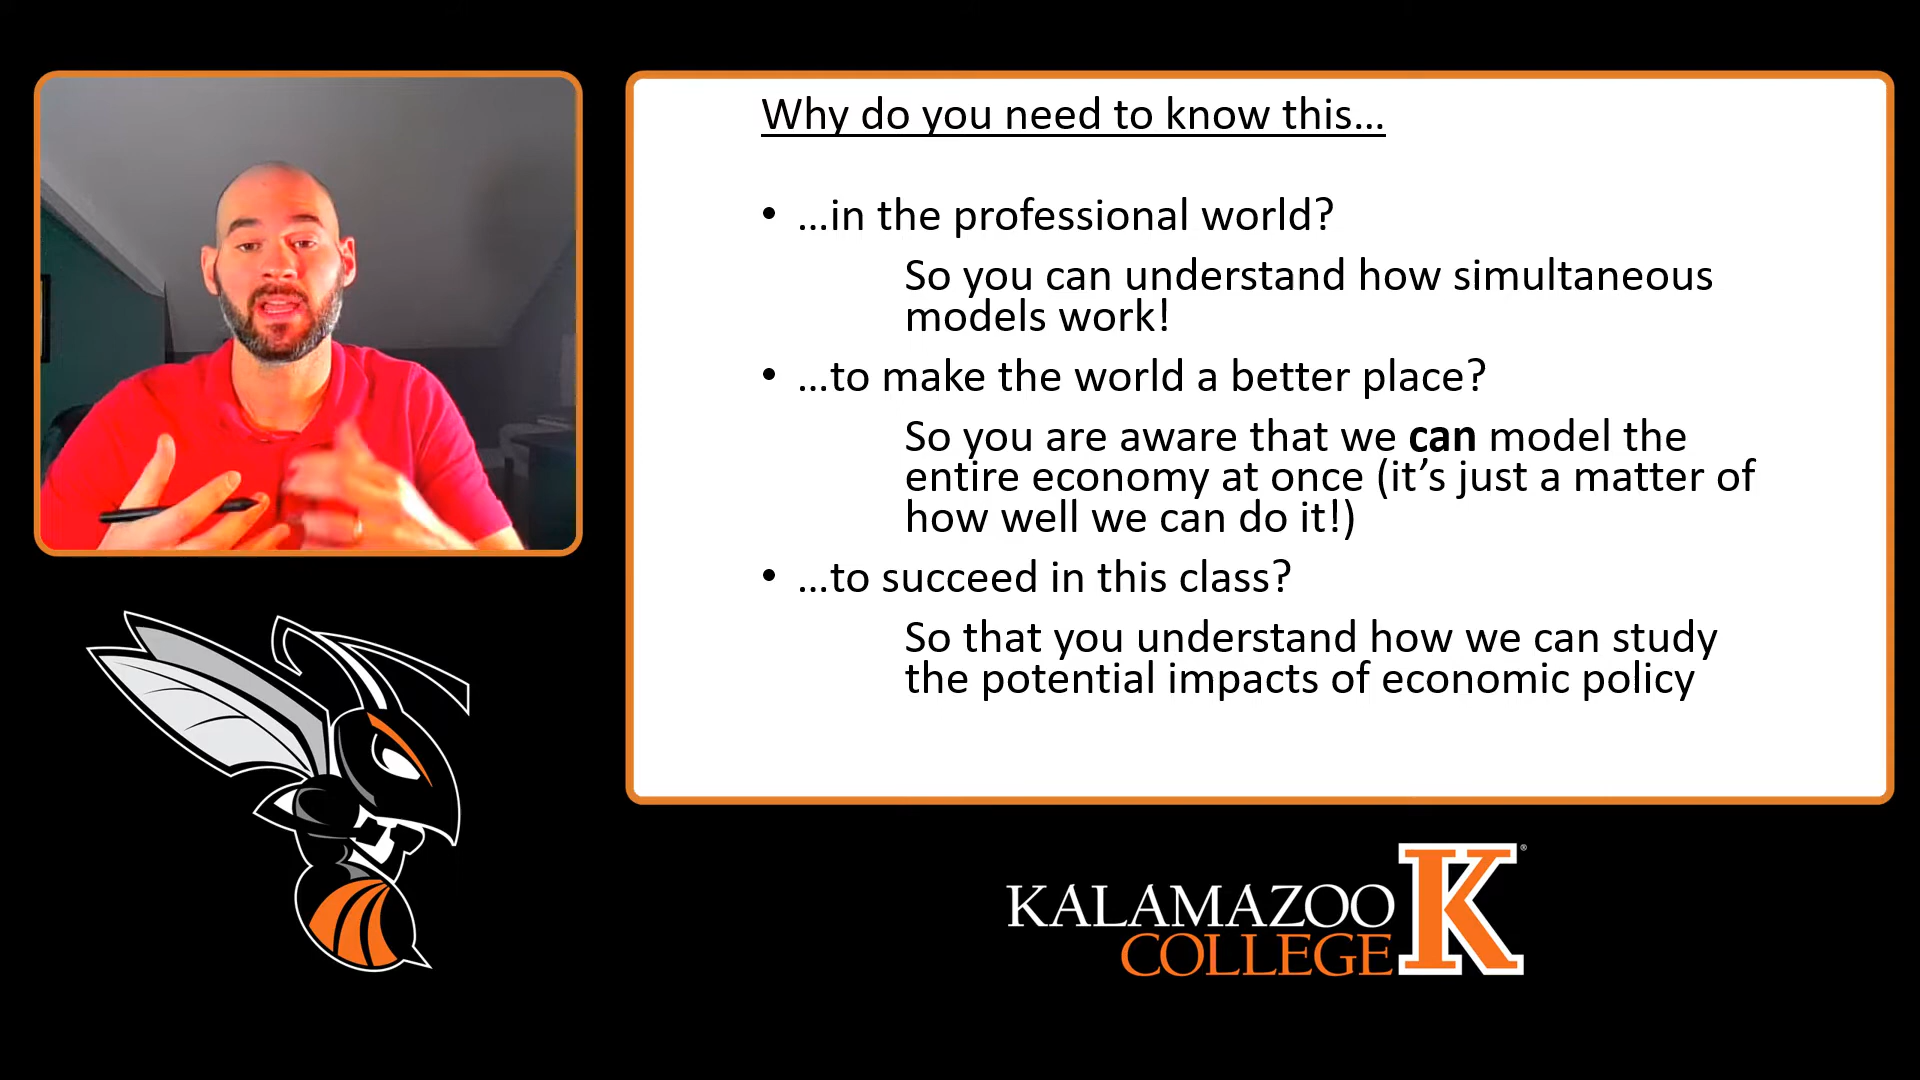 Why do you need to know this...
• ...in the professional world?
So you can understand how simultaneous
models work!
• ...to make the world a better place?
So you are aware that we can model the
entire economy at once (it’s just a matter of
how well we can do it!)
• ...to succeed in this class?
So that you understand how we can study
the potential impacts of economic policy
KALAMAZOO
COLLEGE
K®